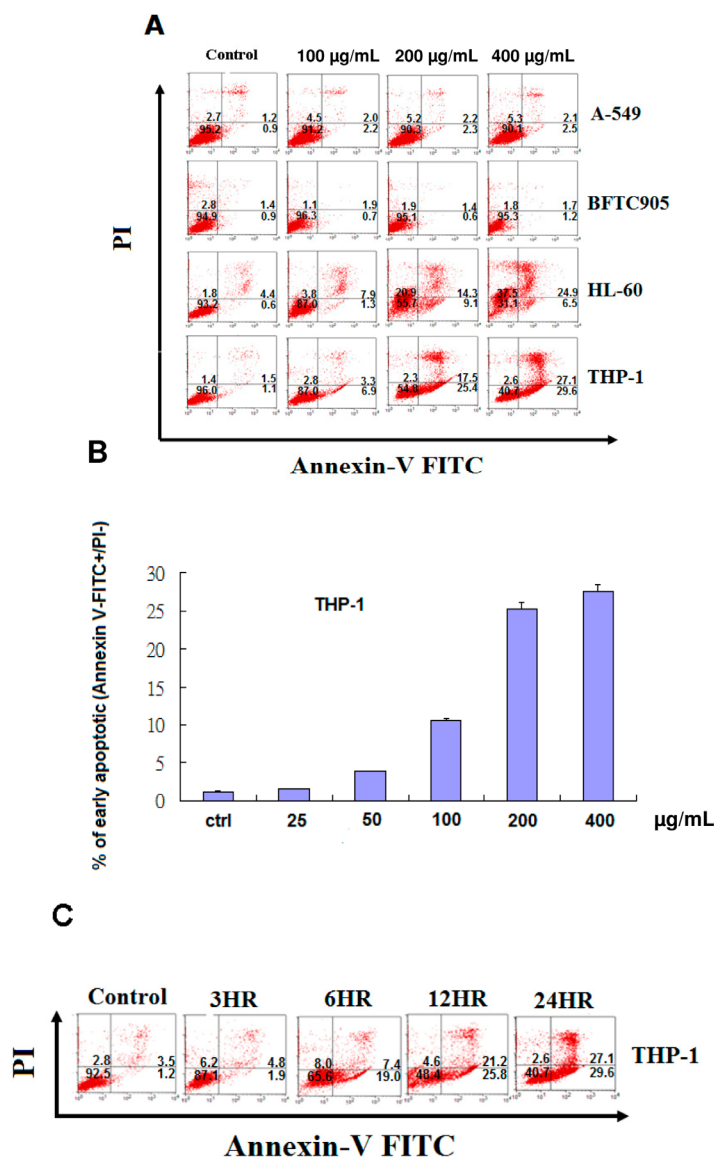 A
Control 100 µg/mL 200 µg/mL 400 µg/mL
2.7 1.2 4.5 2.0 5.2 2.2 5.3 2.1
95.2 0.9 91.2 2.2 90.3 2.3 90.1 2.5
A-549
2.8 1.4 1.1 1.9 1.9 1.4 1.8 1.7
94.9 0.9 96.3 0.7 95.1 0.6 95.3 1.2
BFTC905
PI
1.8 4.4 3.8 7.9 20.9 14.3 37.5 24.9
93.2 0.6 87.0 1.3 55.7 9.1 31.1 6.5
HL-60
1.4 1.5 2.8 3.3 2.3 17.5 2.6 27.1
96.0 1.1 87.0 6.9 54.8 25.4 40.7 29.6
THP-1
Annexin-V FITC
B
% of early apoptotic (Annexin V-FITC+/PI-)
30
25
20
15
10
5
0
THP-1
ctrl 25 50 100 200 400 µg/mL
C
Control 3HR 6HR 12HR 24HR
2.8 3.5 6.2 4.8 8.0 7.4 4.6 21.2 2.6 27.1
92.5 1.2 87.1 1.9 65.6 19.0 48.4 25.8 40.7 29.6
THP-1
PI
Annexin-V FITC